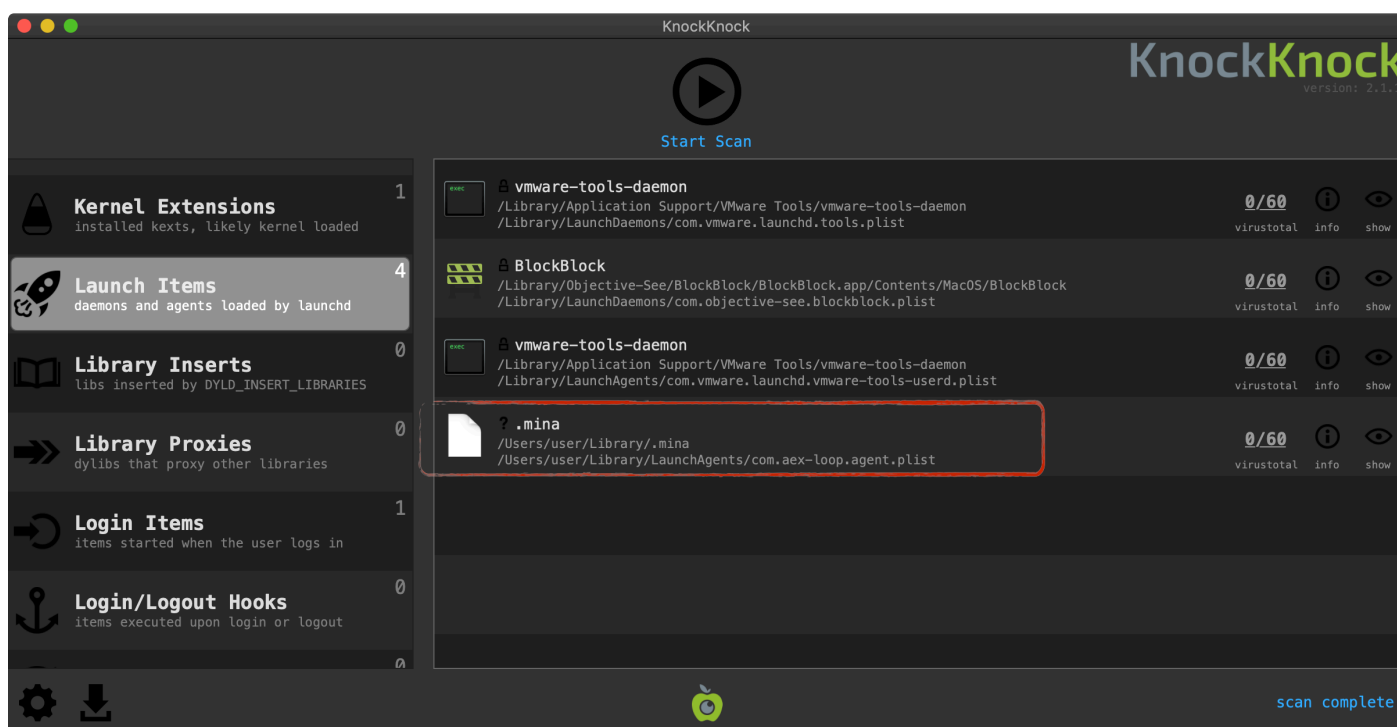 KnockKnock
KnockKnock
version: 2.1.
Start Scan
Kernel Extensions
1
installed kexts, likely kernel loaded
Launch Items
4
daemons and agents loaded by launchd
Library Inserts
0
libs inserted by DYLD_INSERT_LIBRARIES
Library Proxies
0
dylibs that proxy other libraries
Login Items
1
items started when the user logs in
Login/Logout Hooks
0
items executed upon login or logout
0
exec
vmware-tools-daemon
/Library/Application Support/VMware Tools/vmware-tools-daemon
/Library/LaunchDaemons/com.vmware.launchd.tools.plist
0/60
virustotal info show
BlockBlock
/Library/Objective-See/BlockBlock/BlockBlock.app/Contents/MacOS/BlockBlock
/Library/LaunchDaemons/com.objective-see.blockblock.plist
0/60
virustotal info show
exec
vmware-tools-daemon
/Library/Application Support/VMware Tools/vmware-tools-daemon
/Library/LaunchAgents/com.vmware.launchd.vmware-tools-userd.plist
0/60
virustotal info show
? .mina
/Users/user/Library/.mina
/Users/user/Library/LaunchAgents/com.aex-loop.agent.plist
0/60
virustotal info show
scan complete